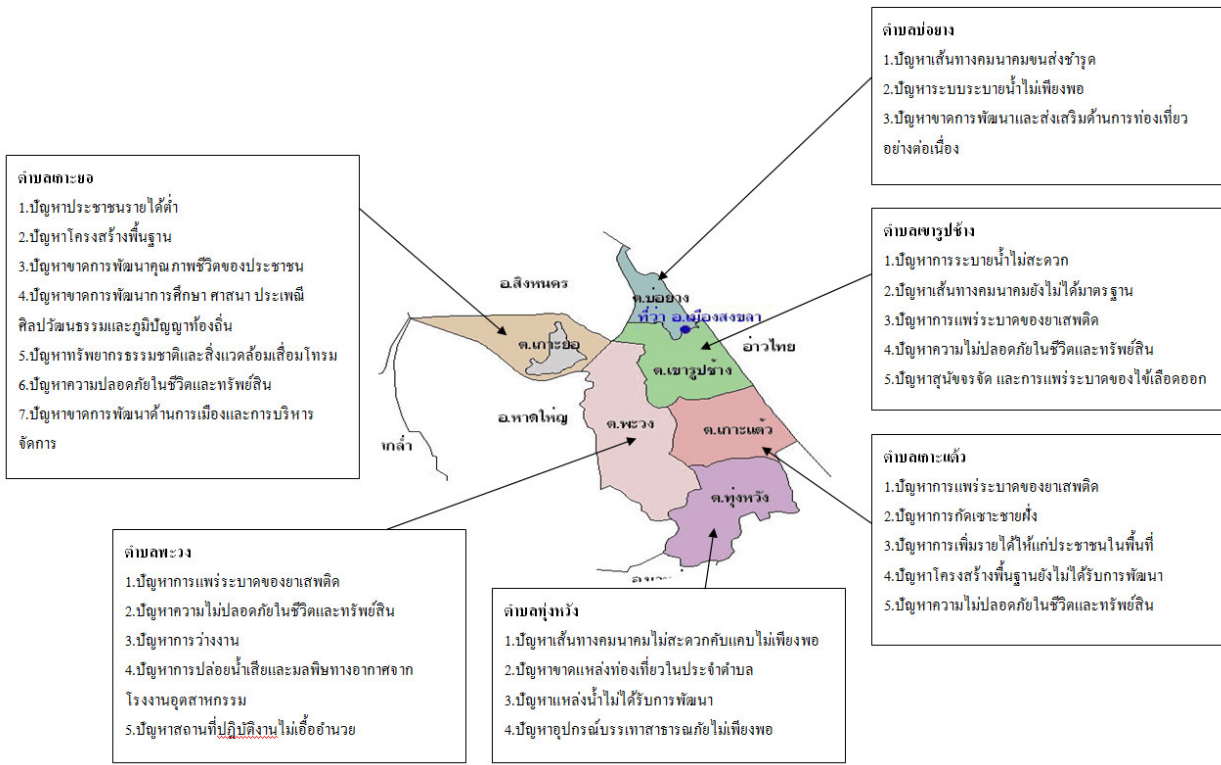 ตำบลบ่อยาง
1.ปัญหาเส้นทางคมนาคมขนส่งชำรุด
2.ปัญหาระบบระบายน้ำไม่เพียงพอ
3.ปัญหาขาดการพัฒนาและส่งเสริมด้านการท่องเที่ยว
อย่างต่อเนื่อง
ตำบลเกาะยอ
1.ปัญหาประชาชนรายได้ต่ำ
2.ปัญหาโครงสร้างพื้นฐาน
3.ปัญหาขาดการพัฒนาคุณภาพชีวิตของประชาชน
4.ปัญหาขาดการพัฒนาการศึกษา ศาสนา ประเพณี
ศิลปวัฒนธรรมและภูมิปัญญาท้องถิ่น
5.ปัญหาทรัพยากรธรรมชาติและสิ่งแวดล้อมเสื่อมโทรม
6.ปัญหาความปลอดภัยในชีวิตและทรัพย์สิน
7.ปัญหาขาดการพัฒนาด้านการเมืองและการบริหาร
จัดการ
ตำบลเขารูปช้าง
1.ปัญหาการระบายน้ำไม่สะดวก
2.ปัญหาเส้นทางคมนาคมยังไม่ได้มาตรฐาน
3.ปัญหาการแพร่ระบาดของยาเสพติด
4.ปัญหาความไม่ปลอดภัยในชีวิตและทรัพย์สิน
5.ปัญหาสุนัขจรจัด และการแพร่ระบาดของไข้เลือดออก
อ.สิงหนคร
ต.บ่อยาง
ที่ว่า อ.เมืองสงขลา
อ่าวไทย
ต.เกาะยอ
ต.เขารูปช้าง
อ.หาดใหญ่
ต.พะวง
ต.เกาะแต้ว
กล่ำ
ต.ทุ่งหวัง
ตำบลเกาะแต้ว
1.ปัญหาการแพร่ระบาดของยาเสพติด
2.ปัญหาการกัดเซาะชายฝั่ง
3.ปัญหาการเพิ่มรายได้ให้แก่ประชาชนในพื้นที่
4.ปัญหาโครงสร้างพื้นฐานยังไม่ได้รับการพัฒนา
5.ปัญหาความไม่ปลอดภัยในชีวิตและทรัพย์สิน
ตำบลพะวง
1.ปัญหาการแพร่ระบาดของยาเสพติด
2.ปัญหาความไม่ปลอดภัยในชีวิตและทรัพย์สิน
3.ปัญหาการว่างงาน
4.ปัญหาการปล่อยน้ำเสียและมลพิษทางอากาศจาก
โรงงานอุตสาหกรรม
5.ปัญหาสถานที่ปฏิบัติงานไม่เอื้ออำนวย
ตำบลทุ่งหวัง
1.ปัญหาเส้นทางคมนาคมไม่สะดวกคับแคบไม่เพียงพอ
2.ปัญหาขาดแหล่งท่องเที่ยวในประจำตำบล
3.ปัญหาแหล่งน้ำไม่ได้รับการพัฒนา
4.ปัญหาอุปกรณ์บรรเทาสาธารณภัยไม่เพียงพอ